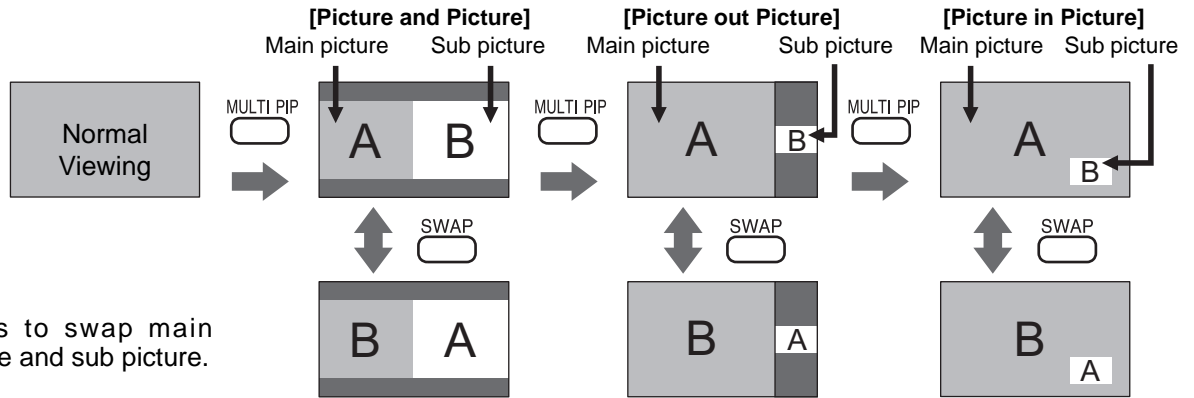 [Picture and Picture] [Picture out Picture] [Picture in Picture]
Main picture Sub picture Main picture Sub picture Main picture Sub picture
Normal
Viewing
MULTI PIP
A B
MULTI PIP
A B
MULTI PIP
A B
SWAP SWAP SWAP
to swap main
and sub picture.
B A
B A
B A